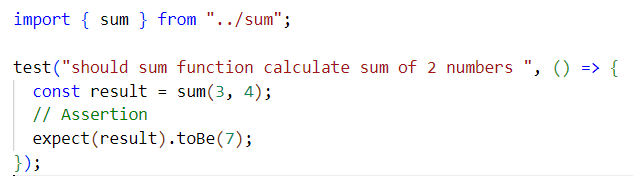 import { sum } from "../sum";
test("should sum function calculate sum of 2 numbers ", () => {
const result = sum(3, 4);
// Assertion
expect(result).toBe(7);
});